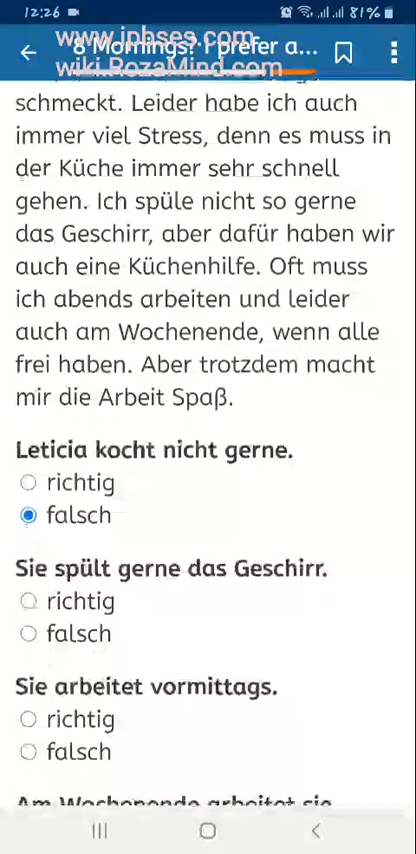 12:26
81%
www.inbses.com
8 Mornings? I prefer a...
wiki.RozaMind.com
schmeckt. Leider habe ich auch
immer viel Stress, denn es muss in
der Küche immer sehr schnell
gehen. Ich spüle nicht so gerne
das Geschirr, aber dafür haben wir
auch eine Küchenhilfe. Oft muss
ich abends arbeiten und leider
auch am Wochenende, wenn alle
frei haben. Aber trotzdem macht
mir die Arbeit Spaß.
Leticia kocht nicht gerne.
richtig
falsch
Sie spült gerne das Geschirr.
richtig
falsch
Sie arbeitet vormittags.
richtig
falsch
Am Wochenende arbeitet sie